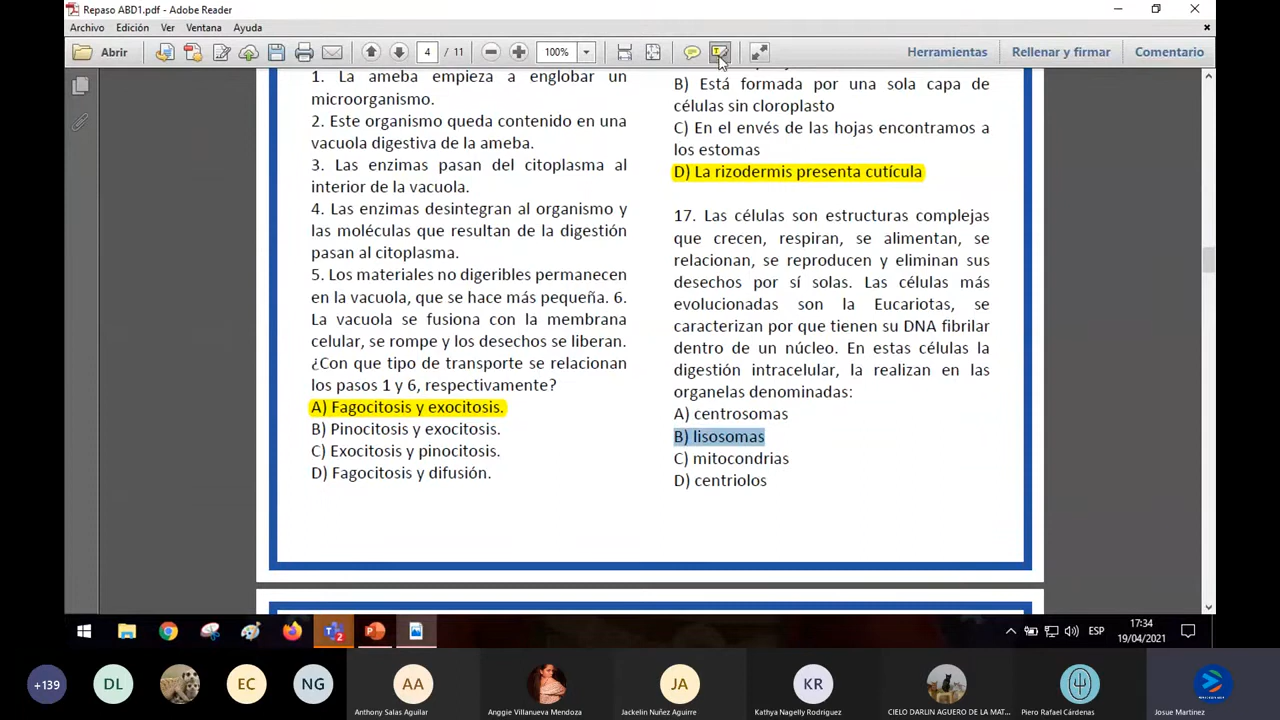 Repaso ABD1.pdf - Adobe Reader
Archivo Edición Ver Ventana Ayuda
Abrir 4 / 11 100% Herramientas Rellenar y firmar Comentario
1. La ameba empieza a englobar un
microorganismo.
2. Este organismo queda contenido en una
vacuola digestiva de la ameba.
3. Las enzimas pasan del citoplasma al
interior de la vacuola.
4. Las enzimas desintegran al organismo y
las moléculas que resultan de la digestión
pasan al citoplasma.
5. Los materiales no digeribles permanecen
en la vacuola, que se hace más pequeña. 6.
La vacuola se fusiona con la membrana
celular, se rompe y los desechos se liberan.
¿Con que tipo de transporte se relacionan
los pasos 1 y 6, respectivamente?
A) Fagocitosis y exocitosis.
B) Pinocitosis y exocitosis.
C) Exocitosis y pinocitosis.
D) Fagocitosis y difusión.
B) Está formada por una sola capa de
células sin cloroplasto
C) En el envés de las hojas encontramos a
los estomas
D) La rizodermis presenta cutícula
17. Las células son estructuras complejas
que crecen, respiran, se alimentan, se
relacionan, se reproducen y eliminan sus
desechos por sí solas. Las células más
evolucionadas son la Eucariotas, se
caracterizan por que tienen su DNA fibrilar
dentro de un núcleo. En estas células la
digestión intracelular, la realizan en las
organelas denominadas:
A) centrosomas
B) lisosomas
C) mitocondrias
D) centriolos
ESP
17:34
19/04/2021
+139 DL EC NG AA JA KR
Anthony Salas Aguilar
Anggie Villanueva Mendoza
Jackelin Nuñez Aguirre
Kathya Nagelly Rodriguez
CIELO DARLIN AGUERO DE LA MAT...
Piero Rafael Cárdenas
Josue Martinez